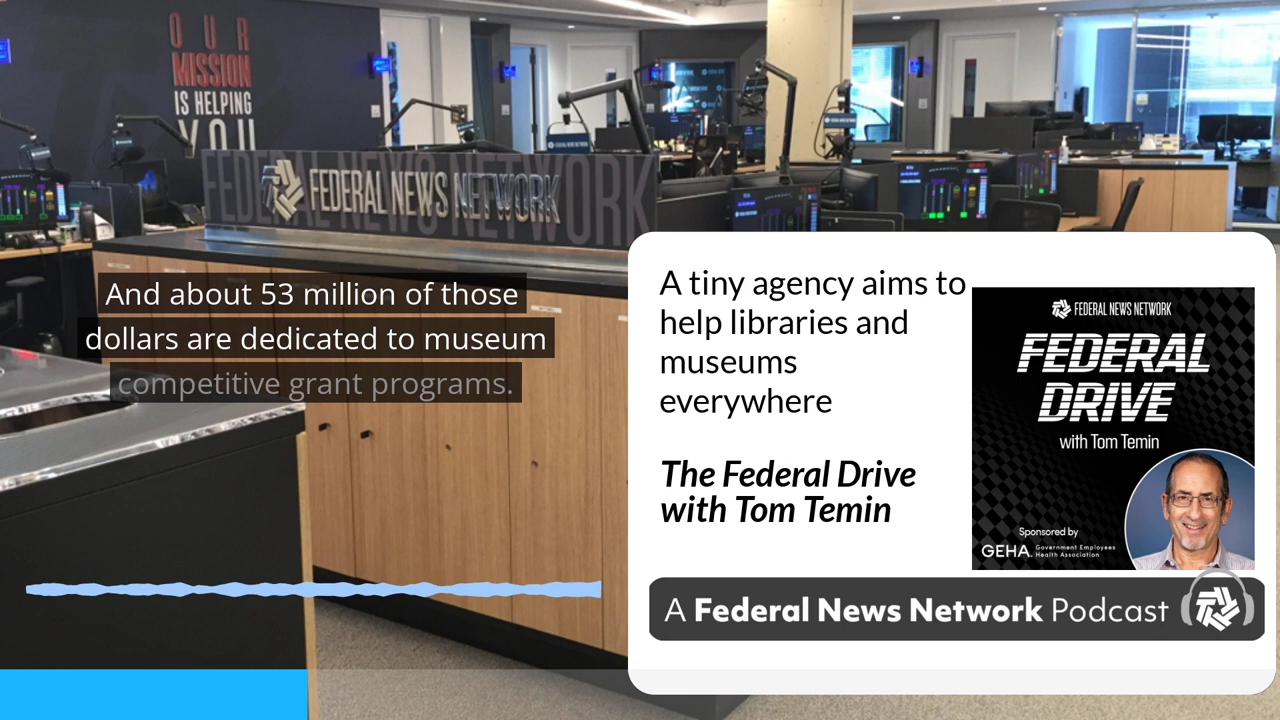 OUR
MISSION
IS HELPING
YOU
FEDERAL NEWS NETWORK
And about 53 million of those
dollars are dedicated to museum
competitive grant programs.
A tiny agency aims to
help libraries and
museums
everywhere
The Federal Drive
with Tom Temin
FEDERAL NEWS NETWORK
FEDERAL
DRIVE
with Tom Temin
Sponsored by
GEHA. Government Employees
Health Association
A Federal News Network Podcast